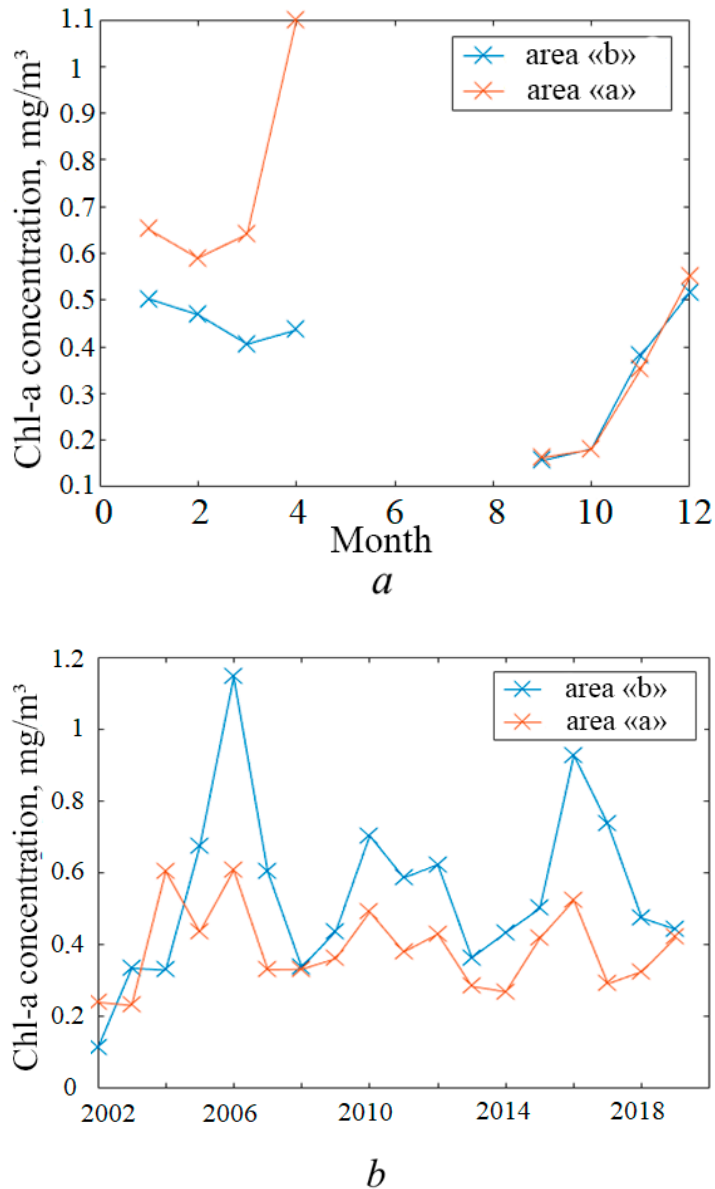 1.1
1
0.9
0.8
0.7
0.6
0.5
0.4
0.3
0.2
0.1
Chl-a concentration, mg/m³
area «b»
area «a»
0 2 4 6 8 10 12
Month
a
1.2
1
0.8
0.6
0.4
0.2
0
Chl-a concentration, mg/m³
area «b»
area «a»
2002 2006 2010 2014 2018
b